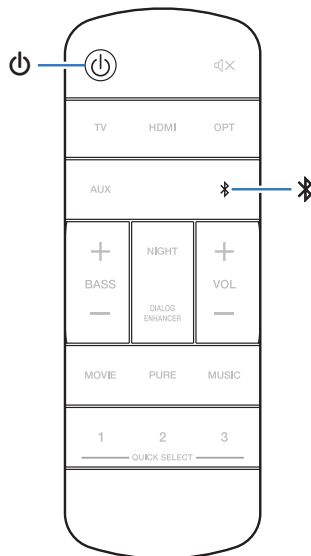 TV HDMI OPT
AUX
+ NIGHT +
BASS VOL
DIALOG
ENHANCER
MOVIE PURE MUSIC
1 2 3
QUICK SELECT